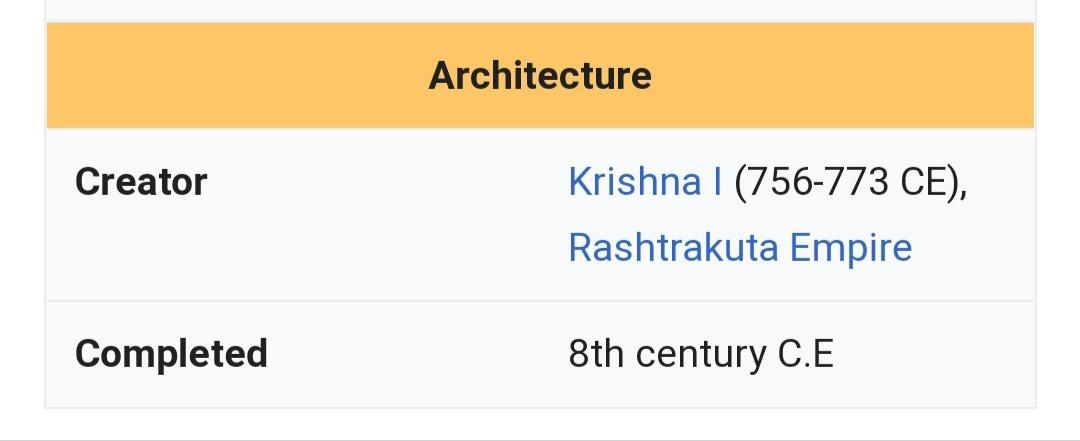 Architecture
Creator Krishna I (756-773 CE),
Rashtrakuta Empire
Completed 8th century C.E